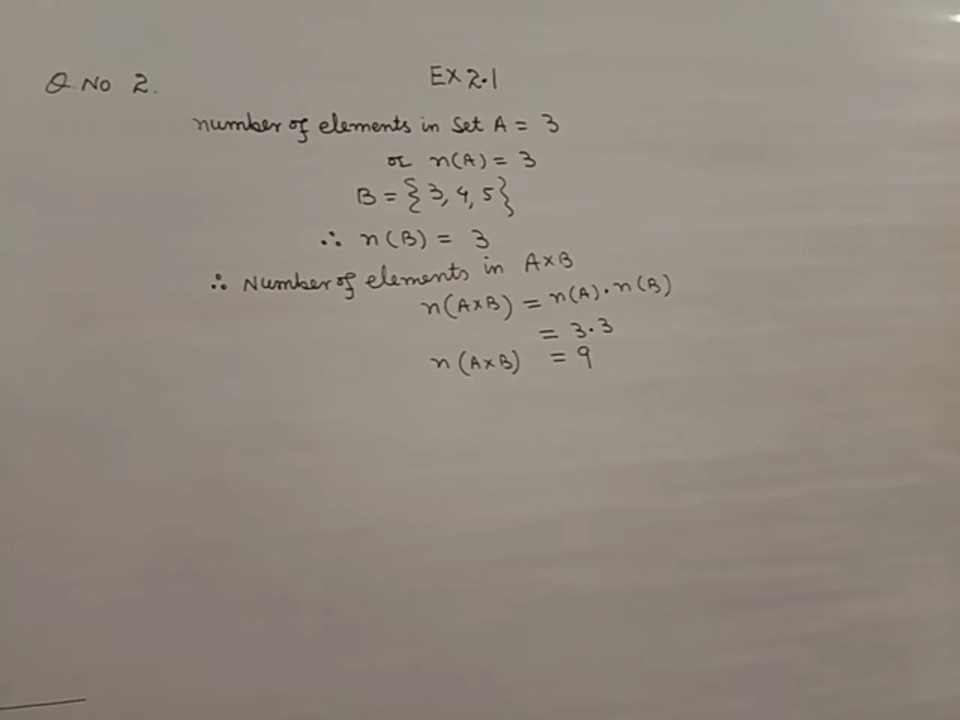 Q. No 2.
EX 2.1
number of elements in set A = 3
or n(A) = 3
B = {3, 4, 5}
∴ n(B) = 3
∴ Number of elements in A×B
n(A×B) = n(A)·n(B)
= 3·3
n(A×B) = 9